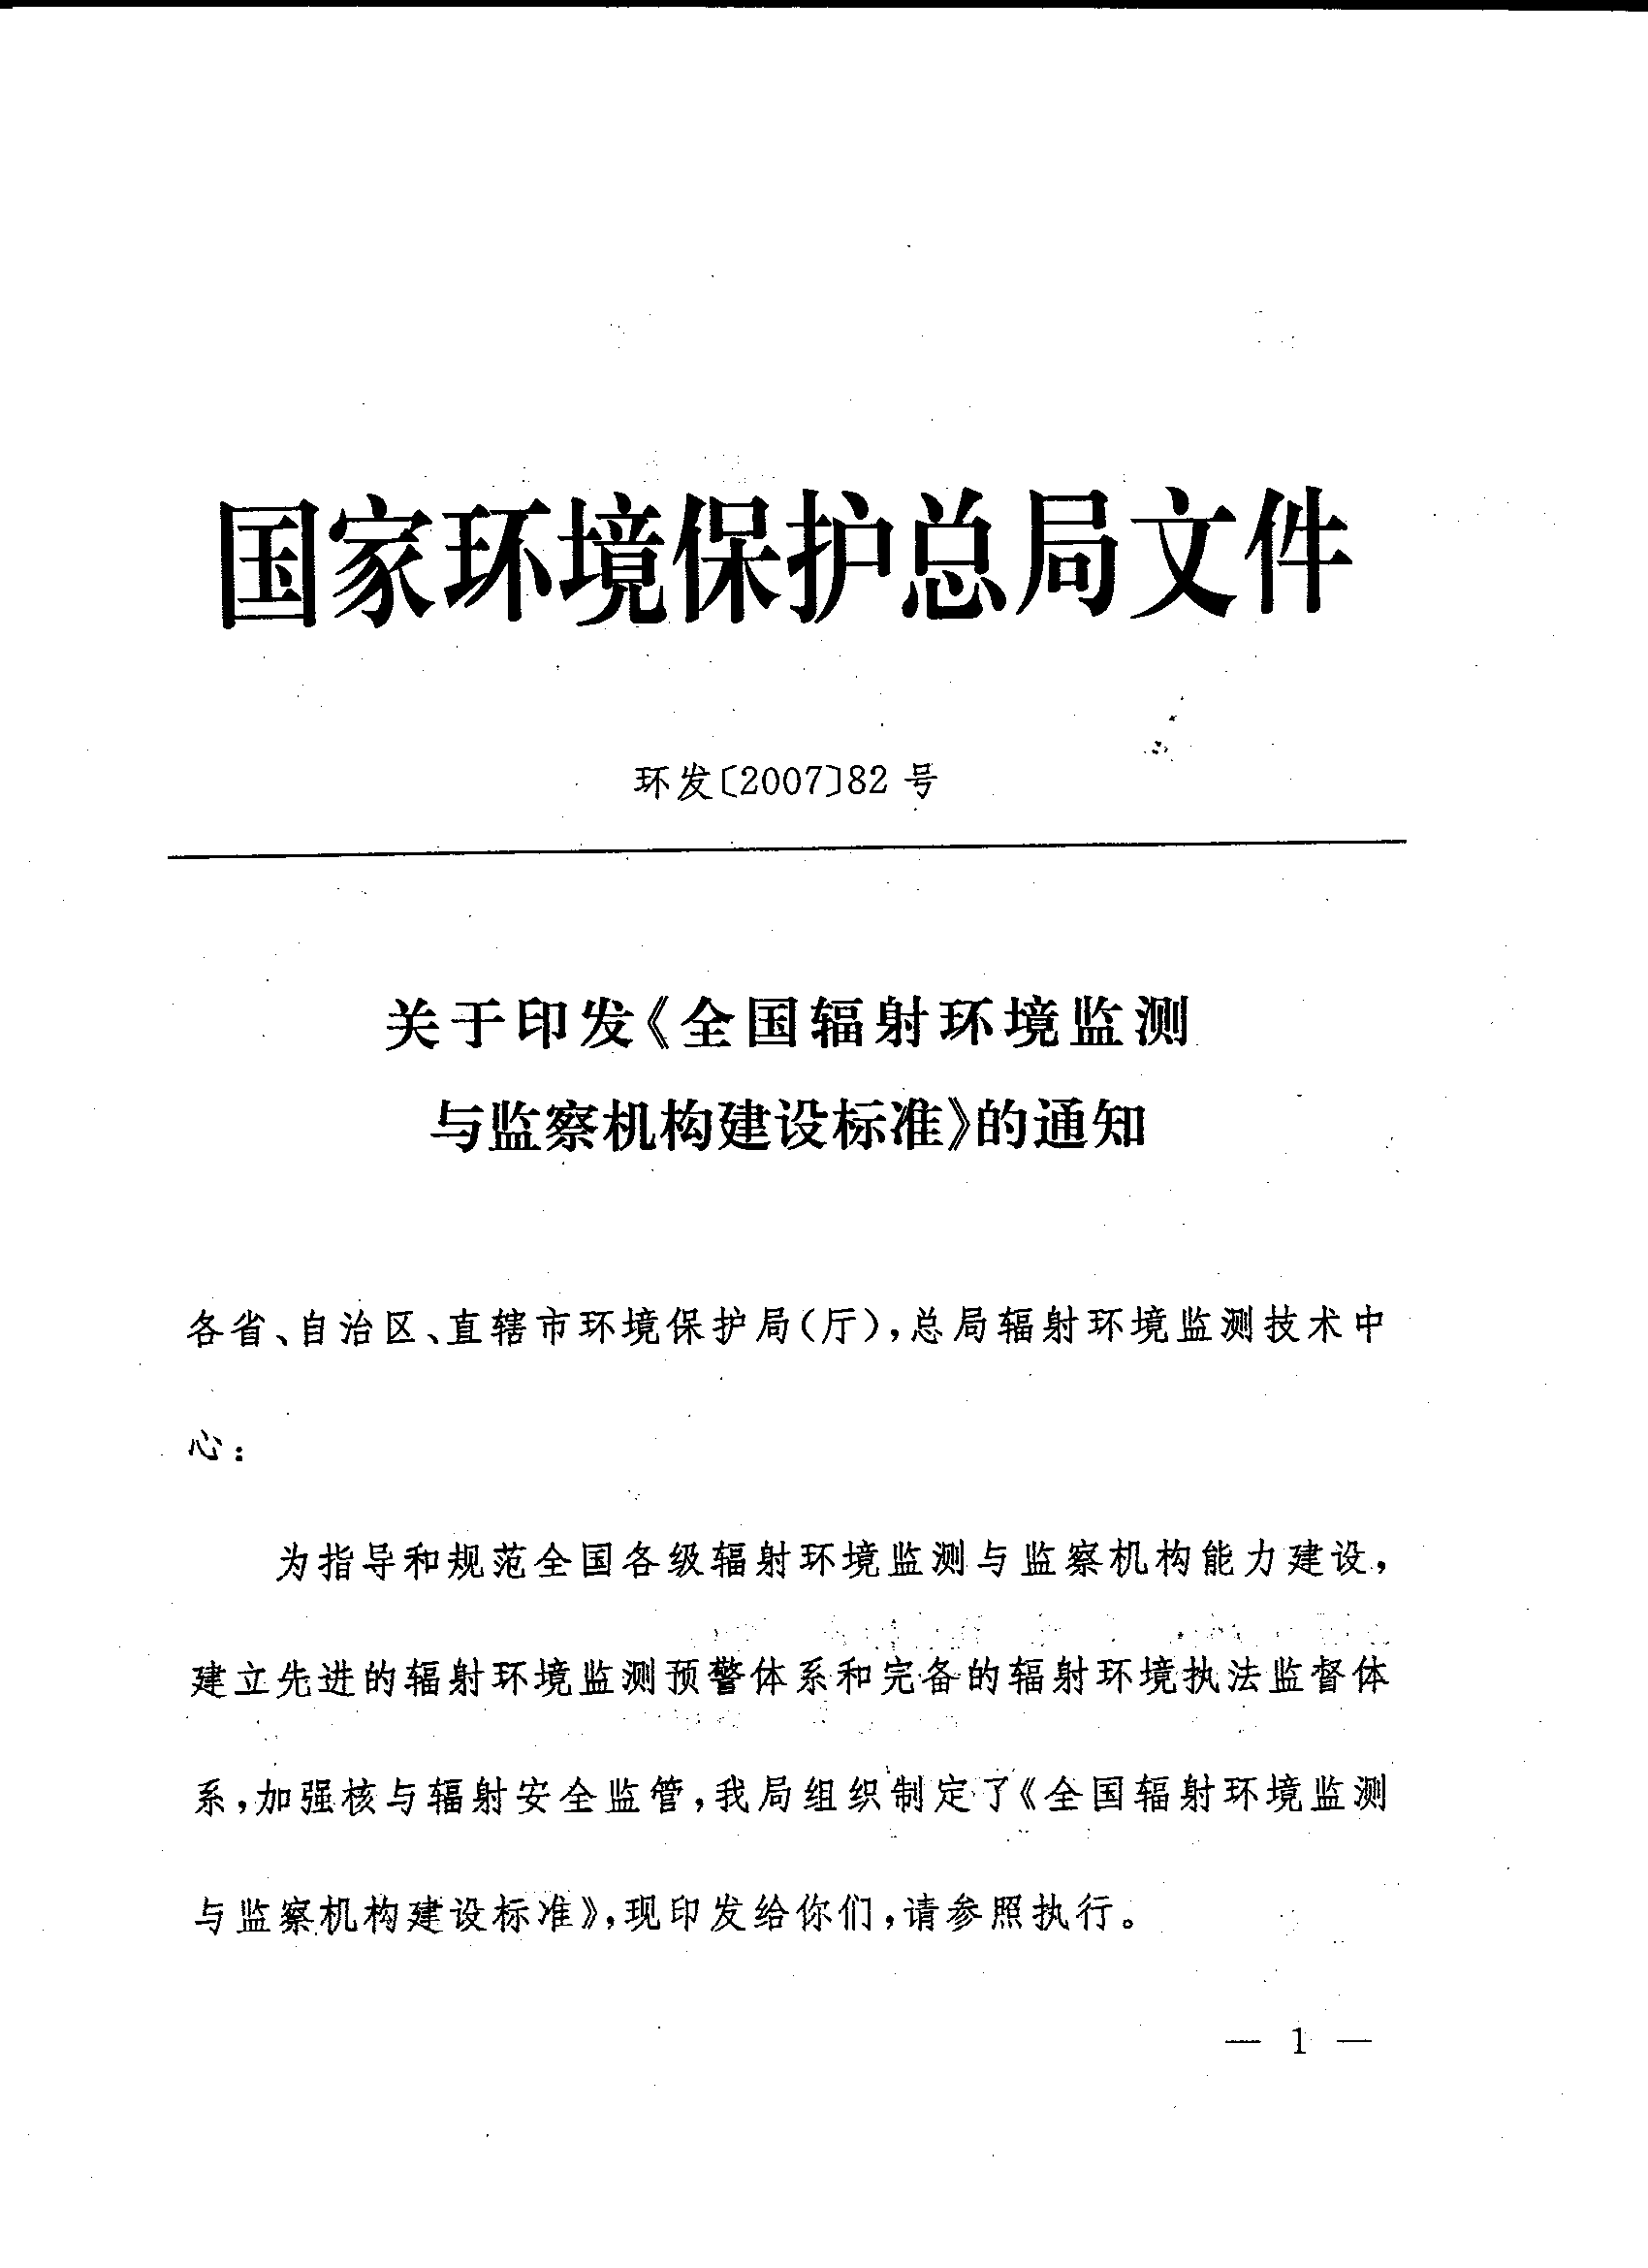 国家环境保护总局文件
环发〔2007〕82号
关于印发《全国辐射环境监测
与监察机构建设标准》的通知
各省、自治区、直辖市环境保护局(厅),总局辐射环境监测技术中
心:
为指导和规范全国各级辐射环境监测与监察机构能力建设,
建立先进的辐射环境监测预警体系和完备的辐射环境执法监督体
系,加强核与辐射安全监管,我局组织制定了《全国辐射环境监测
与监察机构建设标准》,现印发给你们,请参照执行。
— 1 —